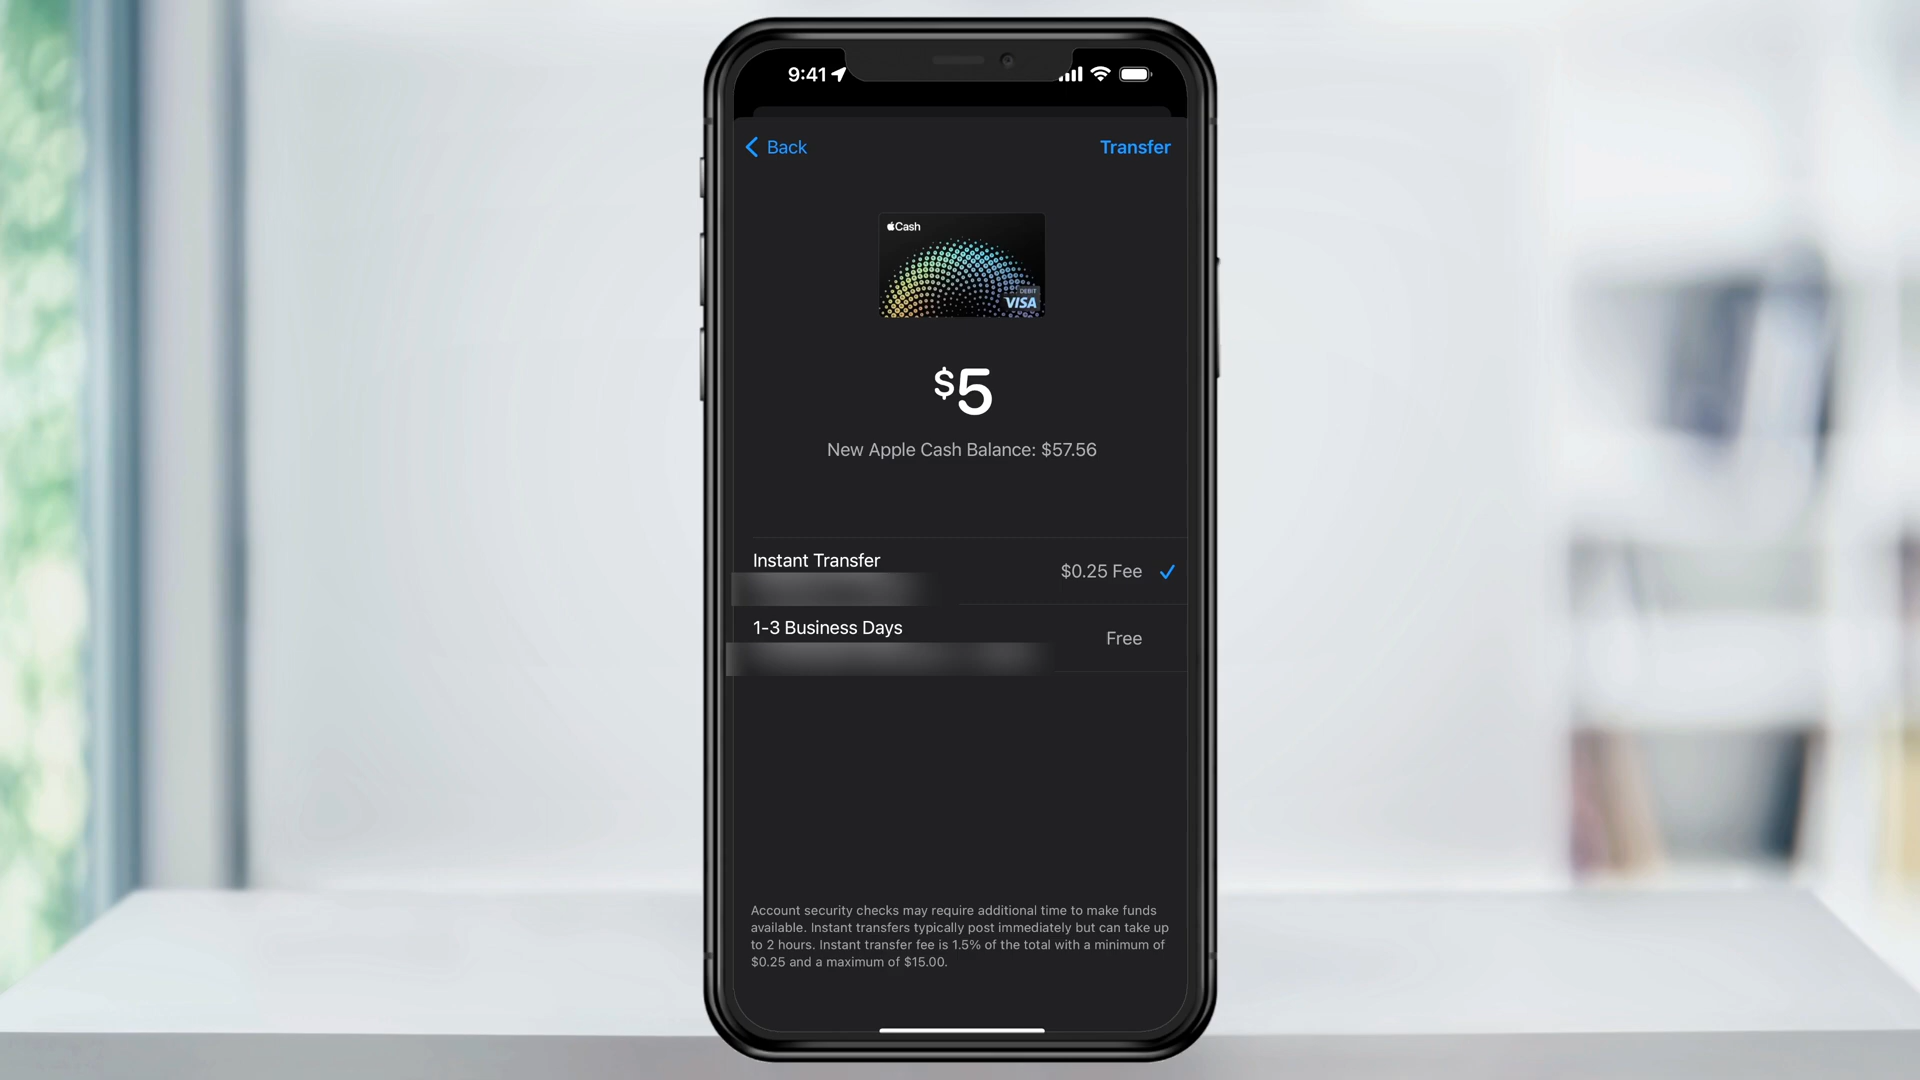 9:41
Back
Transfer
Cash
DEBIT
VISA
$5
New Apple Cash Balance: $57.56
Instant Transfer
$0.25 Fee
1-3 Business Days
Free
Account security checks may require additional time to make funds
available. Instant transfers typically post immediately but can take up
to 2 hours. Instant transfer fee is 1.5% of the total with a minimum of
$0.25 and a maximum of $15.00.